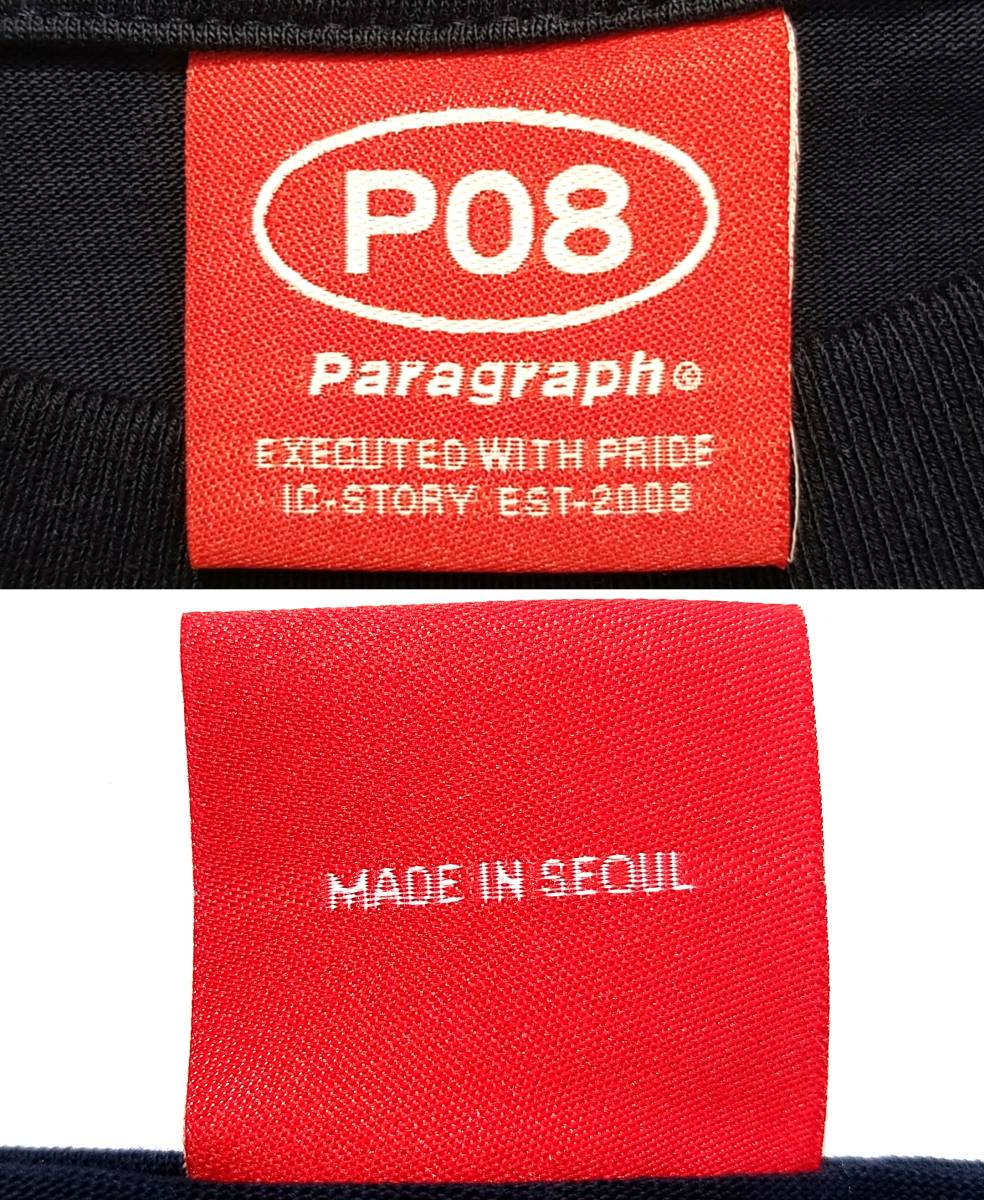 P08
Paragraph®
EXECUTED WITH PRIDE
IC-STORY EST-2008
MADE IN SEOUL